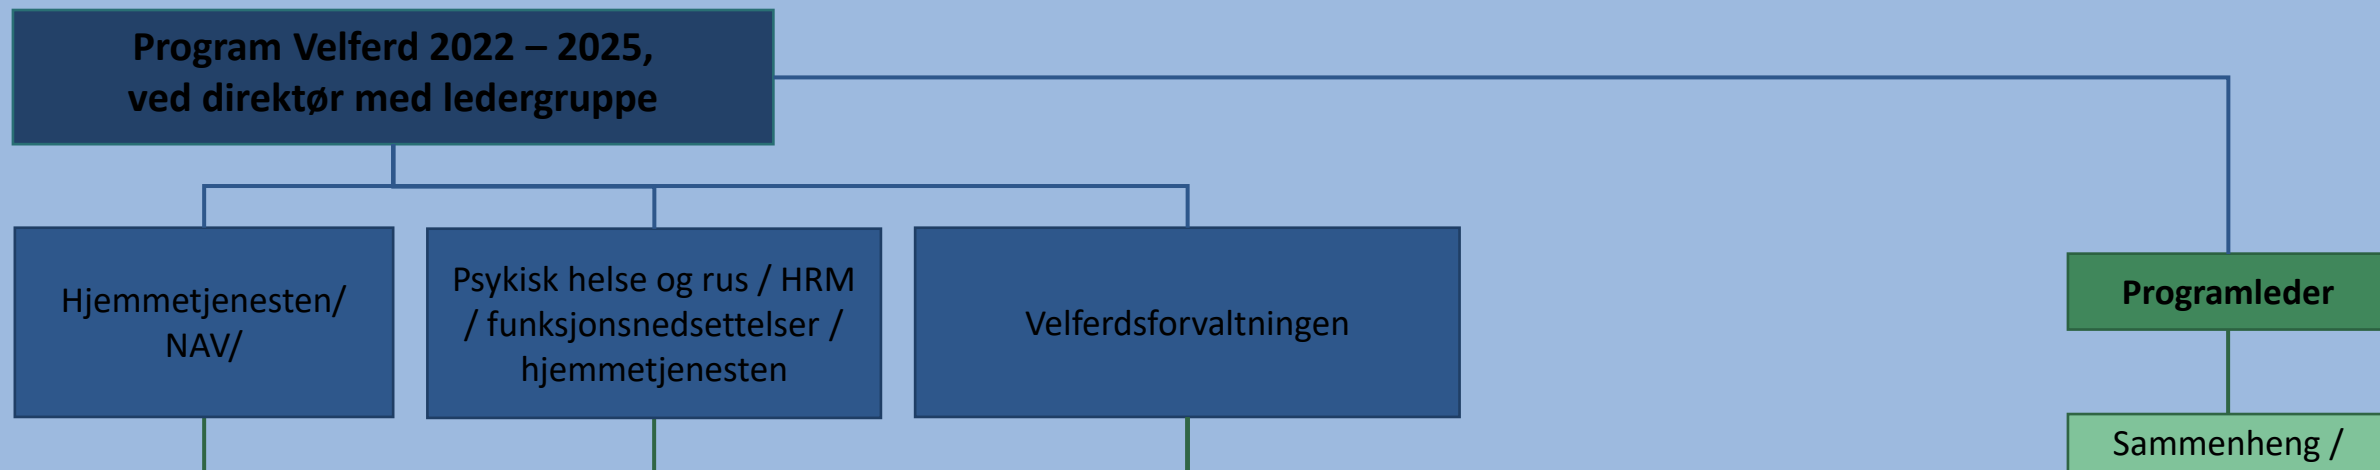 Program Velferd 2022 – 2025,
ved direktør med ledergruppe
Hjemmetjenesten/
NAV/
Psykisk helse og rus / HRM
/ funksjonsnedsettelser /
hjemmetjenesten
Velferdsforvaltningen
Programleder
Sammenheng /